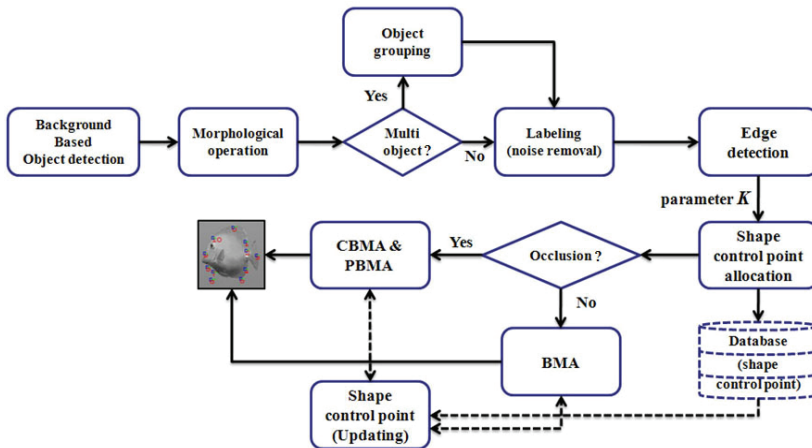 Object
grouping
Yes
Background
Based
Object detection
Morphological
operation
Multi
object ?
No
Labeling
(noise removal)
Edge
detection
parameter K
CBMA &
PBMA
Yes
Occlusion ?
Shape
control point
allocation
No
Database
(shape
control point)
BMA
Shape
control point
(Updating)